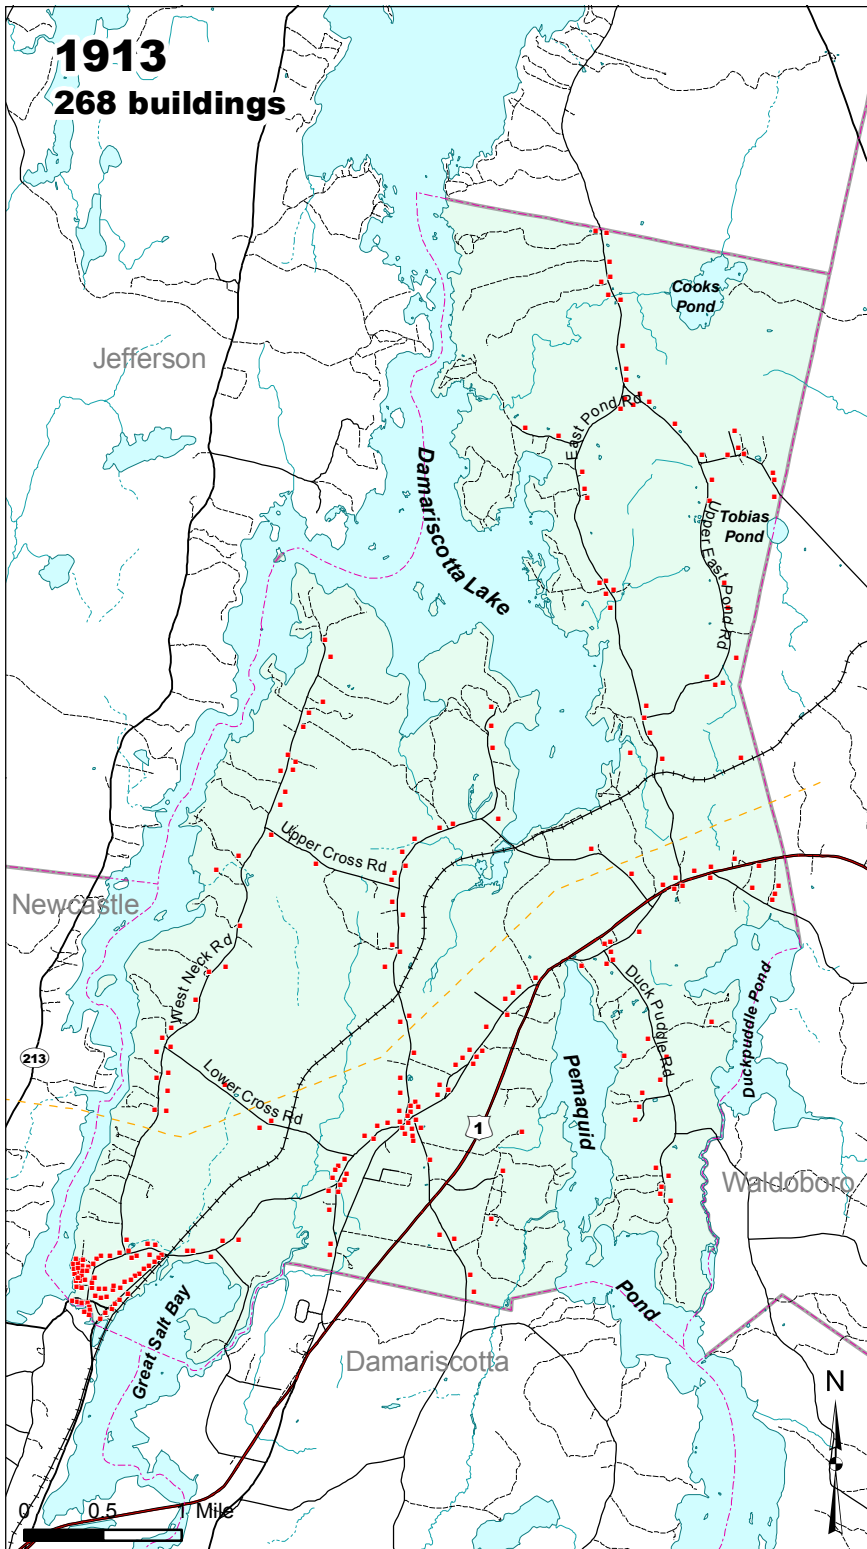 1913
268 buildings
Cooks
Pond
Jefferson
East Pond Rd
Damariscotta Lake
Upper East Pond Rd
Tobias
Pond
Upper Cross Rd
Newcastle
West Neck Rd
Duck Puddle Rd
Duckpuddle Pond
213
Lower Cross Rd
Pemaquid
1
Waldoboro
Great Salt Bay
Pond
Damariscotta
N
0 0.5 1 Mile